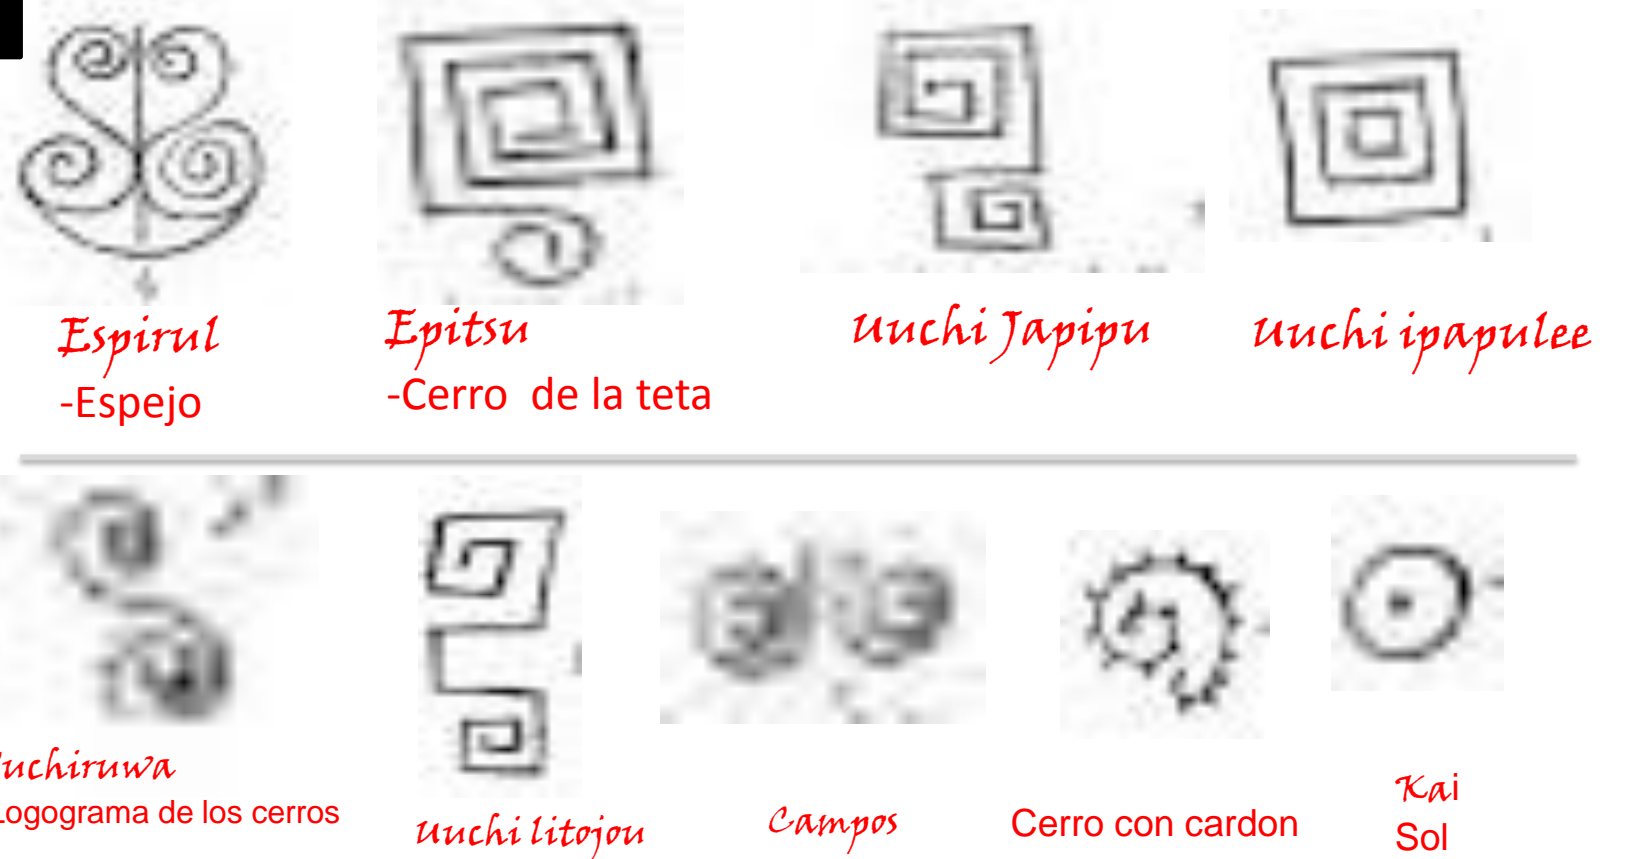 Espirul
-Espejo
Epitsu
-Cerro de la teta
Uuchi Japipu
Uuchi ipapulee
uchiruwa
Logograma de los cerros
Uuchi litojou
Campos
Cerro con cardon
Kai
Sol